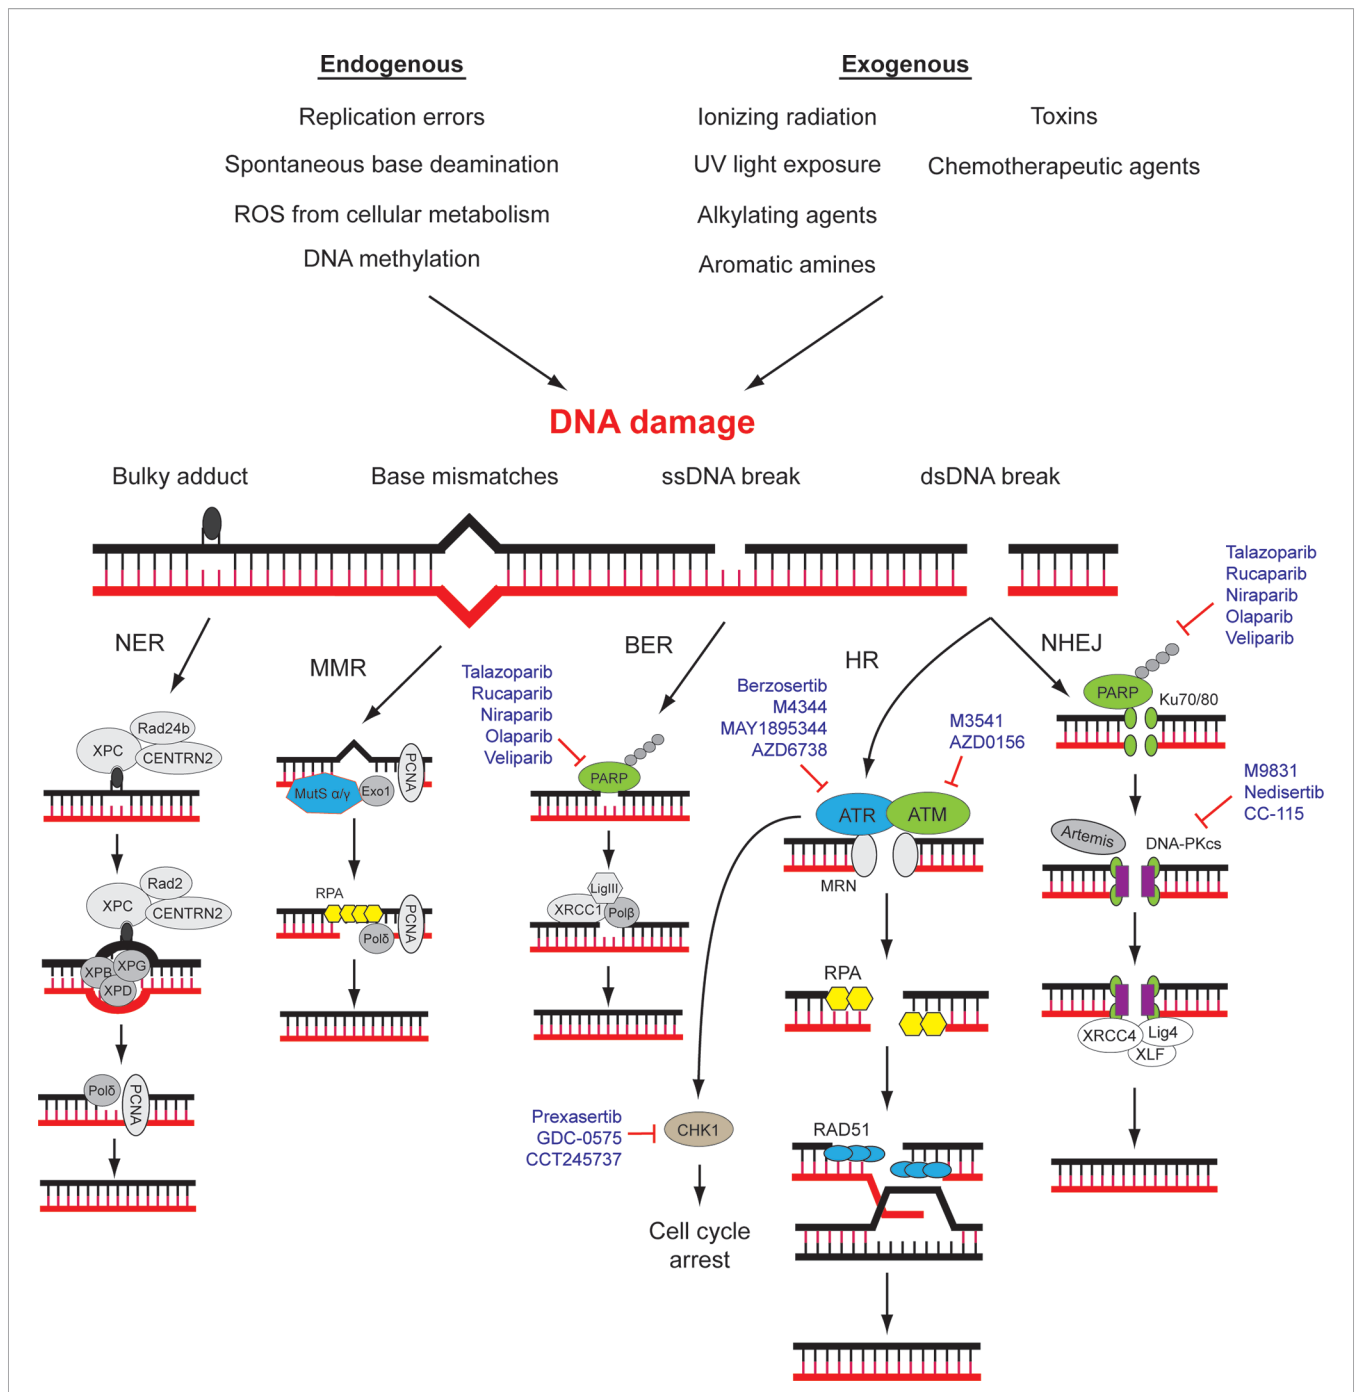 Endogenous
Exogenous
Replication errors
Spontaneous base deamination
ROS from cellular metabolism
DNA methylation
Ionizing radiation
UV light exposure
Alkylating agents
Aromatic amines
Toxins
Chemotherapeutic agents
DNA damage
Bulky adduct
Base mismatches
ssDNA break
dsDNA break
NER
XPC
Rad24b
CENTRN2
XPC
Rad2
CENTRN2
XPB
XPG
XPD
Polδ
PCNA
MMR
MutS α/γ
Exo1
PCNA
RPA
Polδ
PCNA
BER
Talazoparib
Rucaparib
Niraparib
Olaparib
Veliparib
PARP
LigIII
XRCC1
Polβ
HR
Berzosertib
M4344
MAY1895344
AZD6738
M3541
AZD0156
ATR
ATM
MRN
RPA
RAD51
Prexasertib
GDC-0575
CCT245737
CHK1
Cell cycle
arrest
NHEJ
Talazoparib
Rucaparib
Niraparib
Olaparib
Veliparib
PARP
Ku70/80
M9831
Nedisertib
CC-115
Artemis
DNA-PKcs
XRCC4
Lig4
XLF